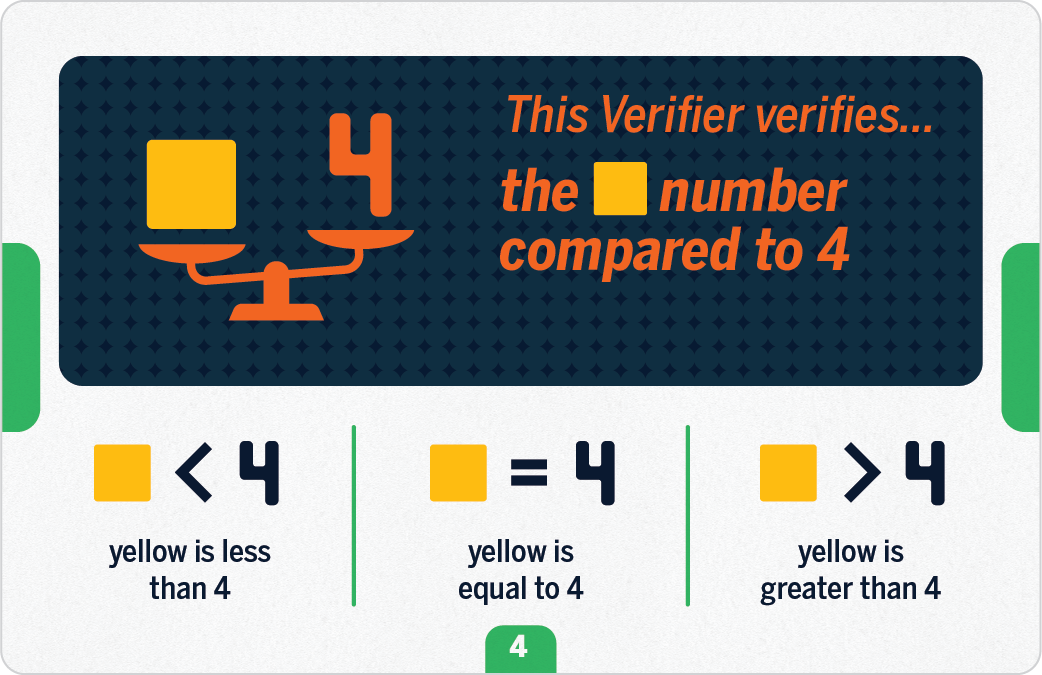 4
This Verifier verifies...
the number
compared to 4
< 4
yellow is less
than 4
= 4
yellow is
equal to 4
> 4
yellow is
greater than 4
4